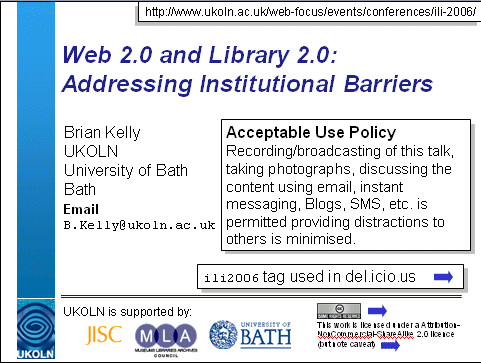 http://www.ukoln.ac.uk/web-focus/events/conferences/ili-2006/
Web 2.0 and Library 2.0:
Addressing Institutional Barriers
Brian Kelly
UKOLN
University of Bath
Bath
Email
B.Kelly@ukoln.ac.uk
Acceptable Use Policy
Recording/broadcasting of this talk,
taking photographs, discussing the
content using email, instant
messaging, Blogs, SMS, etc. is
permitted providing distractions to
others is minimised.
ili2006 tag used in del.icio.us
UKOLN is supported by:
JISC
MLA
MUSEUMS LIBRARIES ARCHIVES
COUNCIL
UNIVERSITY OF
BATH
SOME RIGHTS RESERVED
This work is licensed under a Attribution-
NonCommercial-ShareAlike 2.0 licence
(but note caveat)
UKOLN